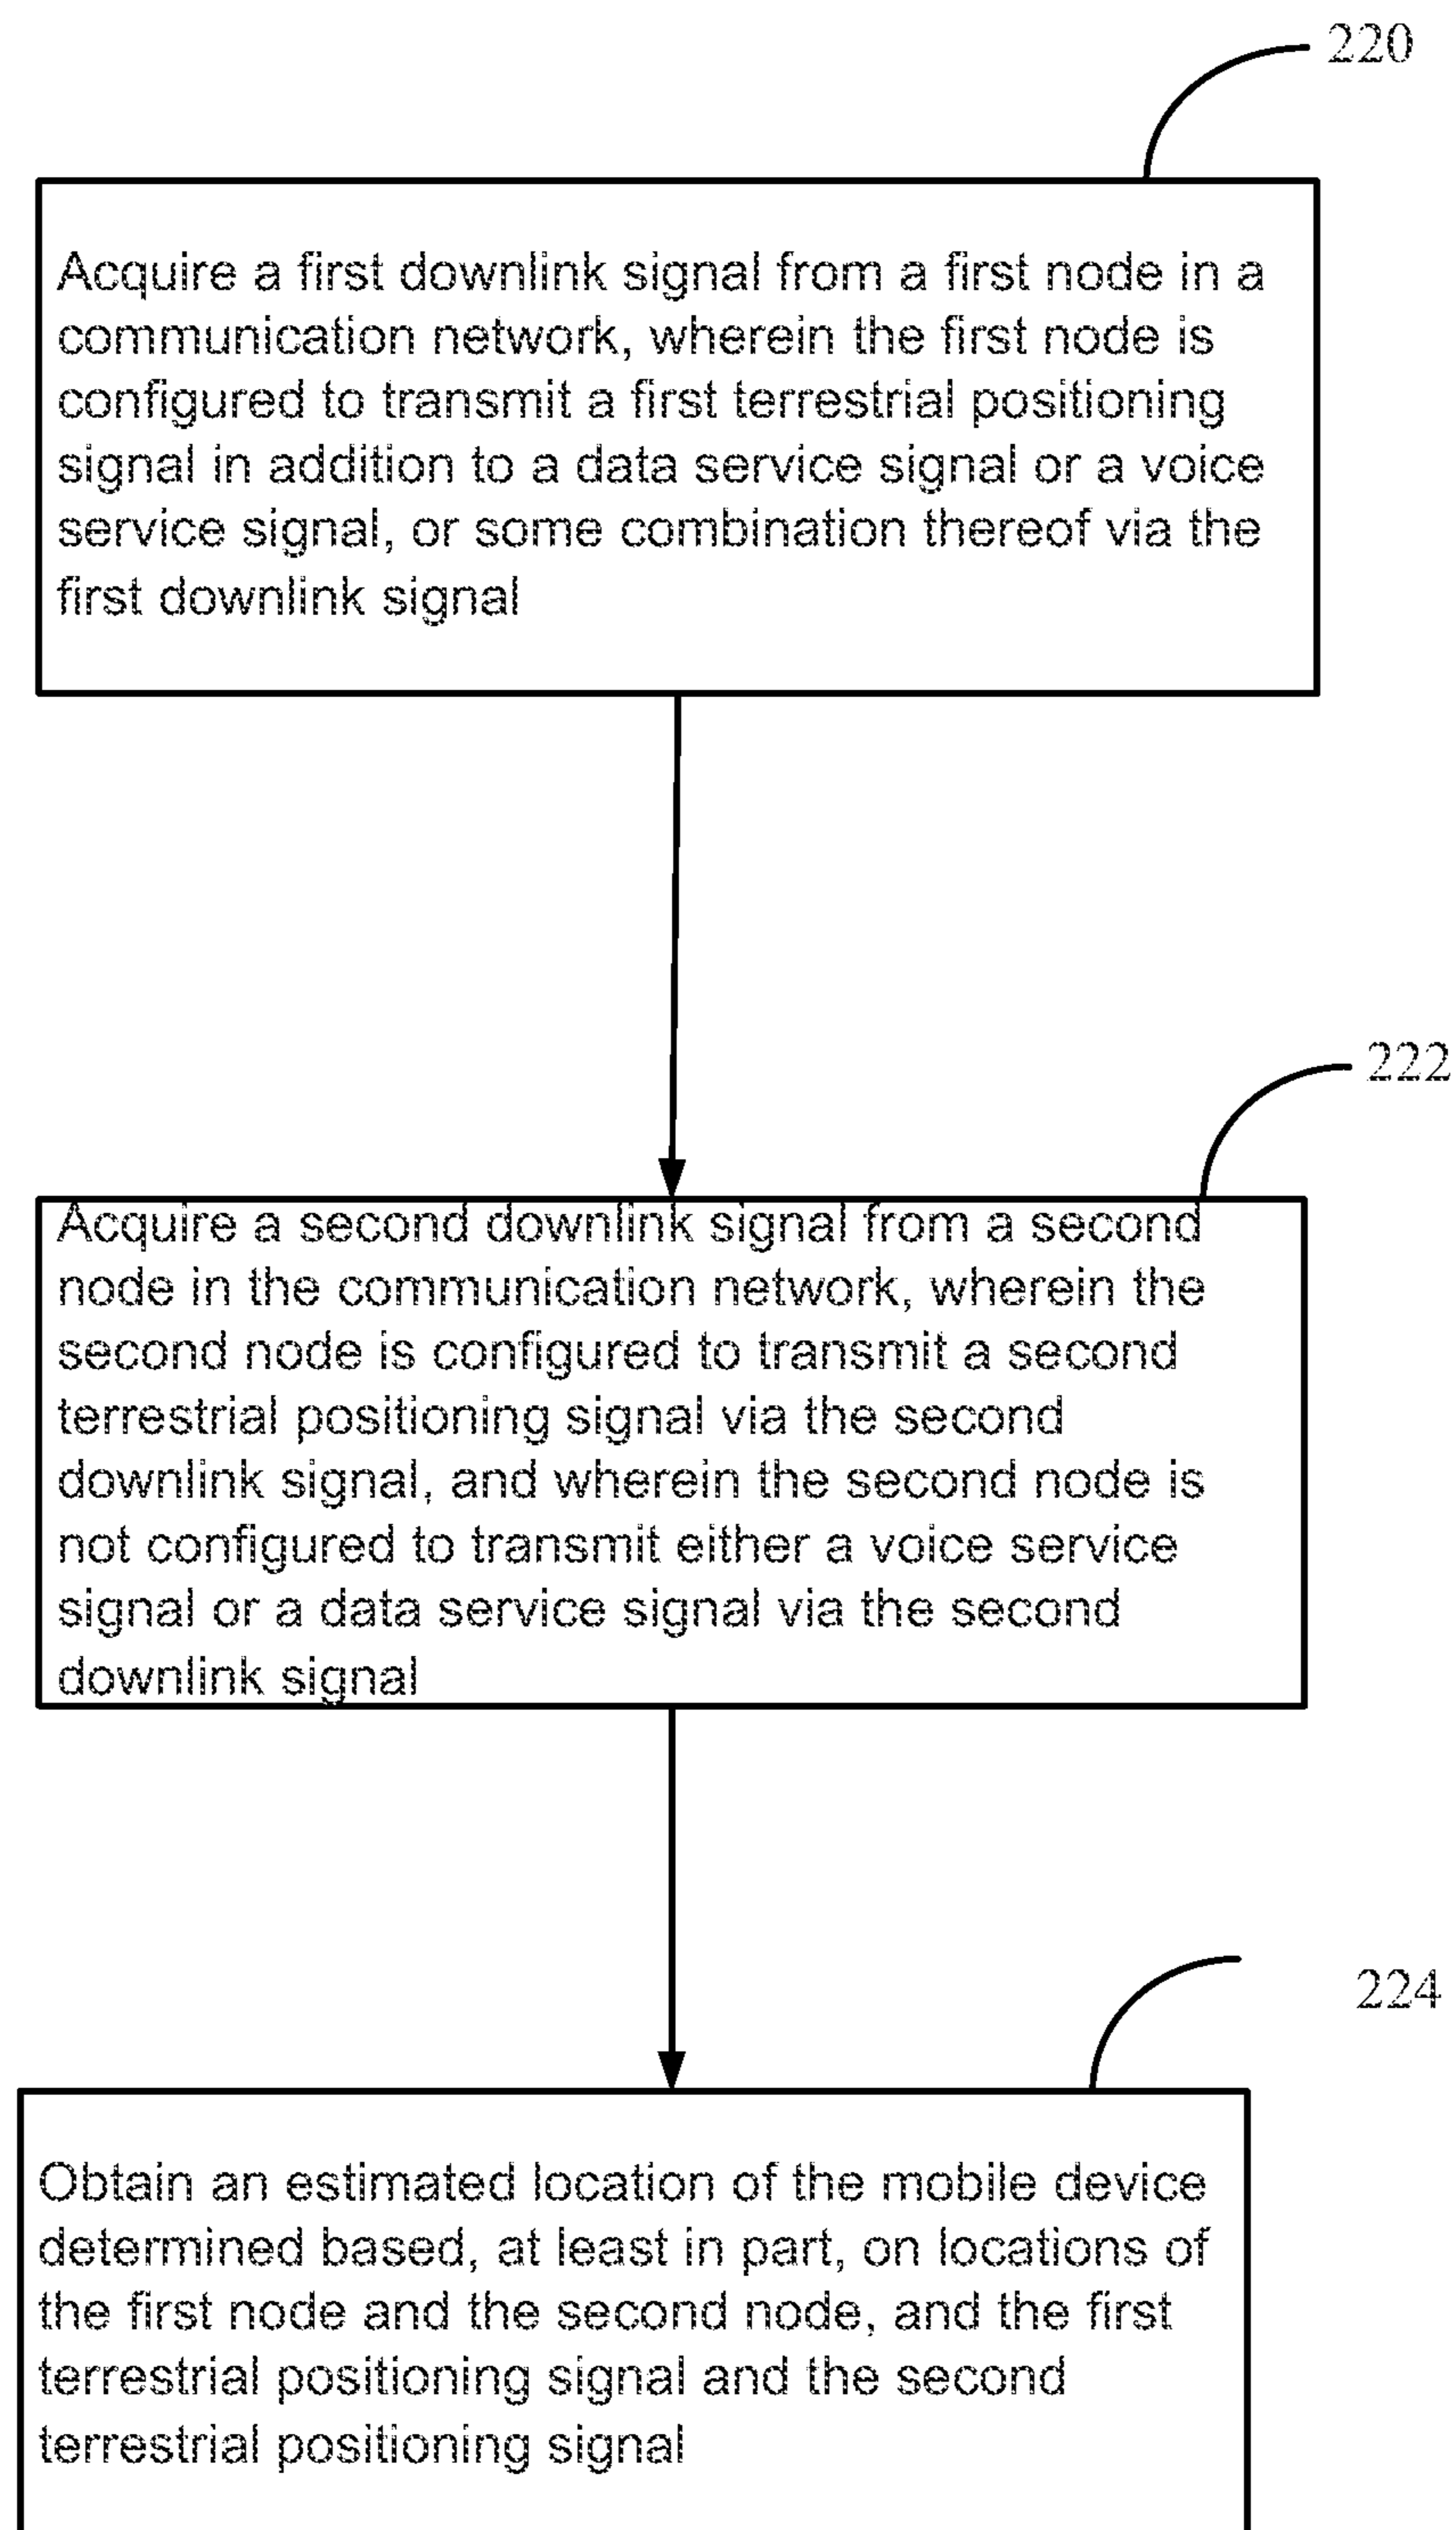 220
Acquire a first downlink signal from a first node in a
communication network, wherein the first node is
configured to transmit a first terrestrial positioning
signal in addition to a data service signal or a voice
service signal, or some combination thereof via the
first downlink signal
222
Acquire a second downlink signal from a second
node in the communication network, wherein the
second node is configured to transmit a second
terrestrial positioning signal via the second
downlink signal, and wherein the second node is
not configured to transmit either a voice service
signal or a data service signal via the second
downlink signal
224
Obtain an estimated location of the mobile device
determined based, at least in part, on locations of
the first node and the second node, and the first
terrestrial positioning signal and the second
terrestrial positioning signal